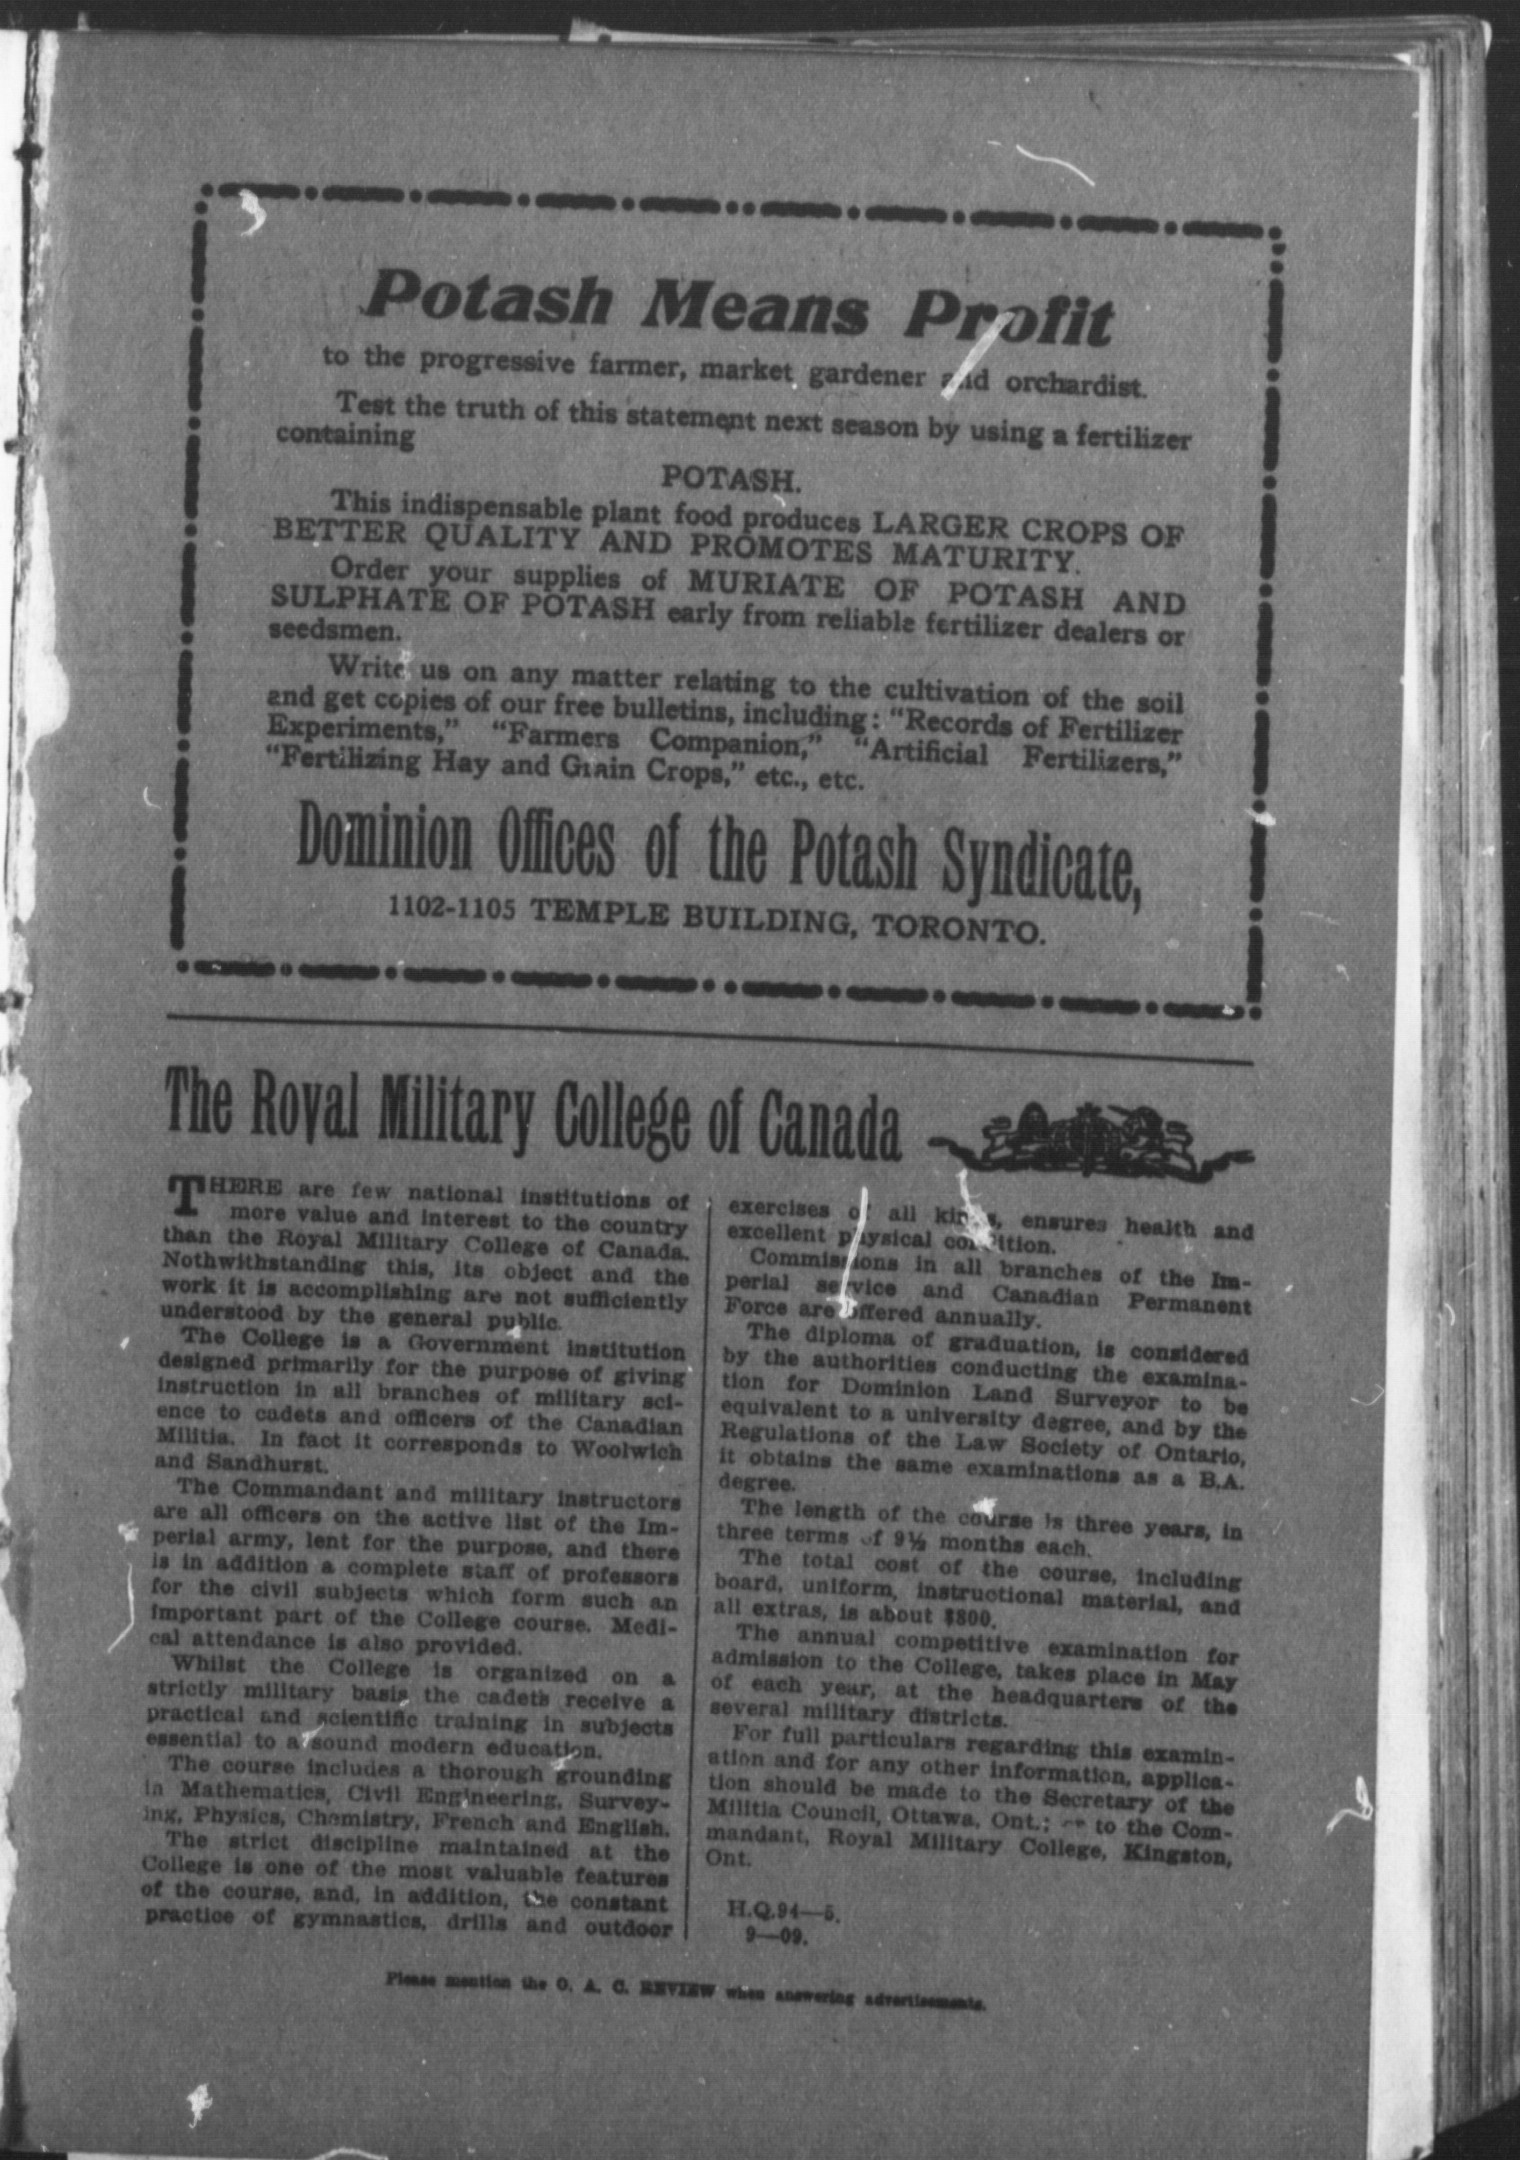 Potash Means Profit
to the progressive farmer, market gardener and orchardist.
Test the truth of this statement next season by using a fertilizer
containing
POTASH.
This indispensable plant food produces LARGER CROPS OF
BETTER QUALITY AND PROMOTES MATURITY.
Order your supplies of MURIATE OF POTASH AND
SULPHATE OF POTASH early from reliable fertilizer dealers or
seedsmen.
Write us on any matter relating to the cultivation of the soil
and get copies of our free bulletins, including: "Records of Fertilizer
Experiments," "Farmers Companion," "Artificial Fertilizers,"
"Fertilizing Hay and Grain Crops," etc., etc.
Dominion Offices of the Potash Syndicate,
1102-1105 TEMPLE BUILDING, TORONTO.
The Royal Military College of Canada
THERE are few national institutions of
more value and interest to the country
than the Royal Military College of Canada.
Nothwithstanding this, its object and the
work it is accomplishing are not sufficiently
understood by the general public.
The College is a Government institution
designed primarily for the purpose of giving
instruction in all branches of military sci-
ence to cadets and officers of the Canadian
Militia. In fact it corresponds to Woolwich
and Sandhurst.
The Commandant and military instructors
are all officers on the active list of the Im-
perial army, lent for the purpose, and there
is in addition a complete staff of professors
for the civil subjects which form such an
important part of the College course. Medi-
cal attendance is also provided.
Whilst the College is organized on a
strictly military basis the cadets receive a
practical and scientific training in subjects
essential to a sound modern education.
The course includes a thorough grounding
in Mathematics, Civil Engineering, Survey-
ing, Physics, Chemistry, French and English.
The strict discipline maintained at the
College is one of the most valuable features
of the course, and, in addition, the constant
practice of gymnastics, drills and outdoor
exercises of all kinds, ensures health and
excellent physical condition.
Commissions in all branches of the Im-
perial service and Canadian Permanent
Force are offered annually.
The diploma of graduation, is considered
by the authorities conducting the examina-
tion for Dominion Land Surveyor to be
equivalent to a university degree, and by the
Regulations of the Law Society of Ontario,
it obtains the same examinations as a B.A.
degree.
The length of the course is three years, in
three terms of 9½ months each.
The total cost of the course, including
board, uniform, instructional material, and
all extras, is about $800.
The annual competitive examination for
admission to the College, takes place in May
of each year, at the headquarters of the
several military districts.
For full particulars regarding this examin-
ation and for any other information, applica-
tion should be made to the Secretary of the
Militia Council, Ottawa, Ont.; or to the Com-
mandant, Royal Military College, Kingston,
Ont.
H.Q.94—5.
9—09.
Please mention the O. A. C. REVIEW when answering advertisements.